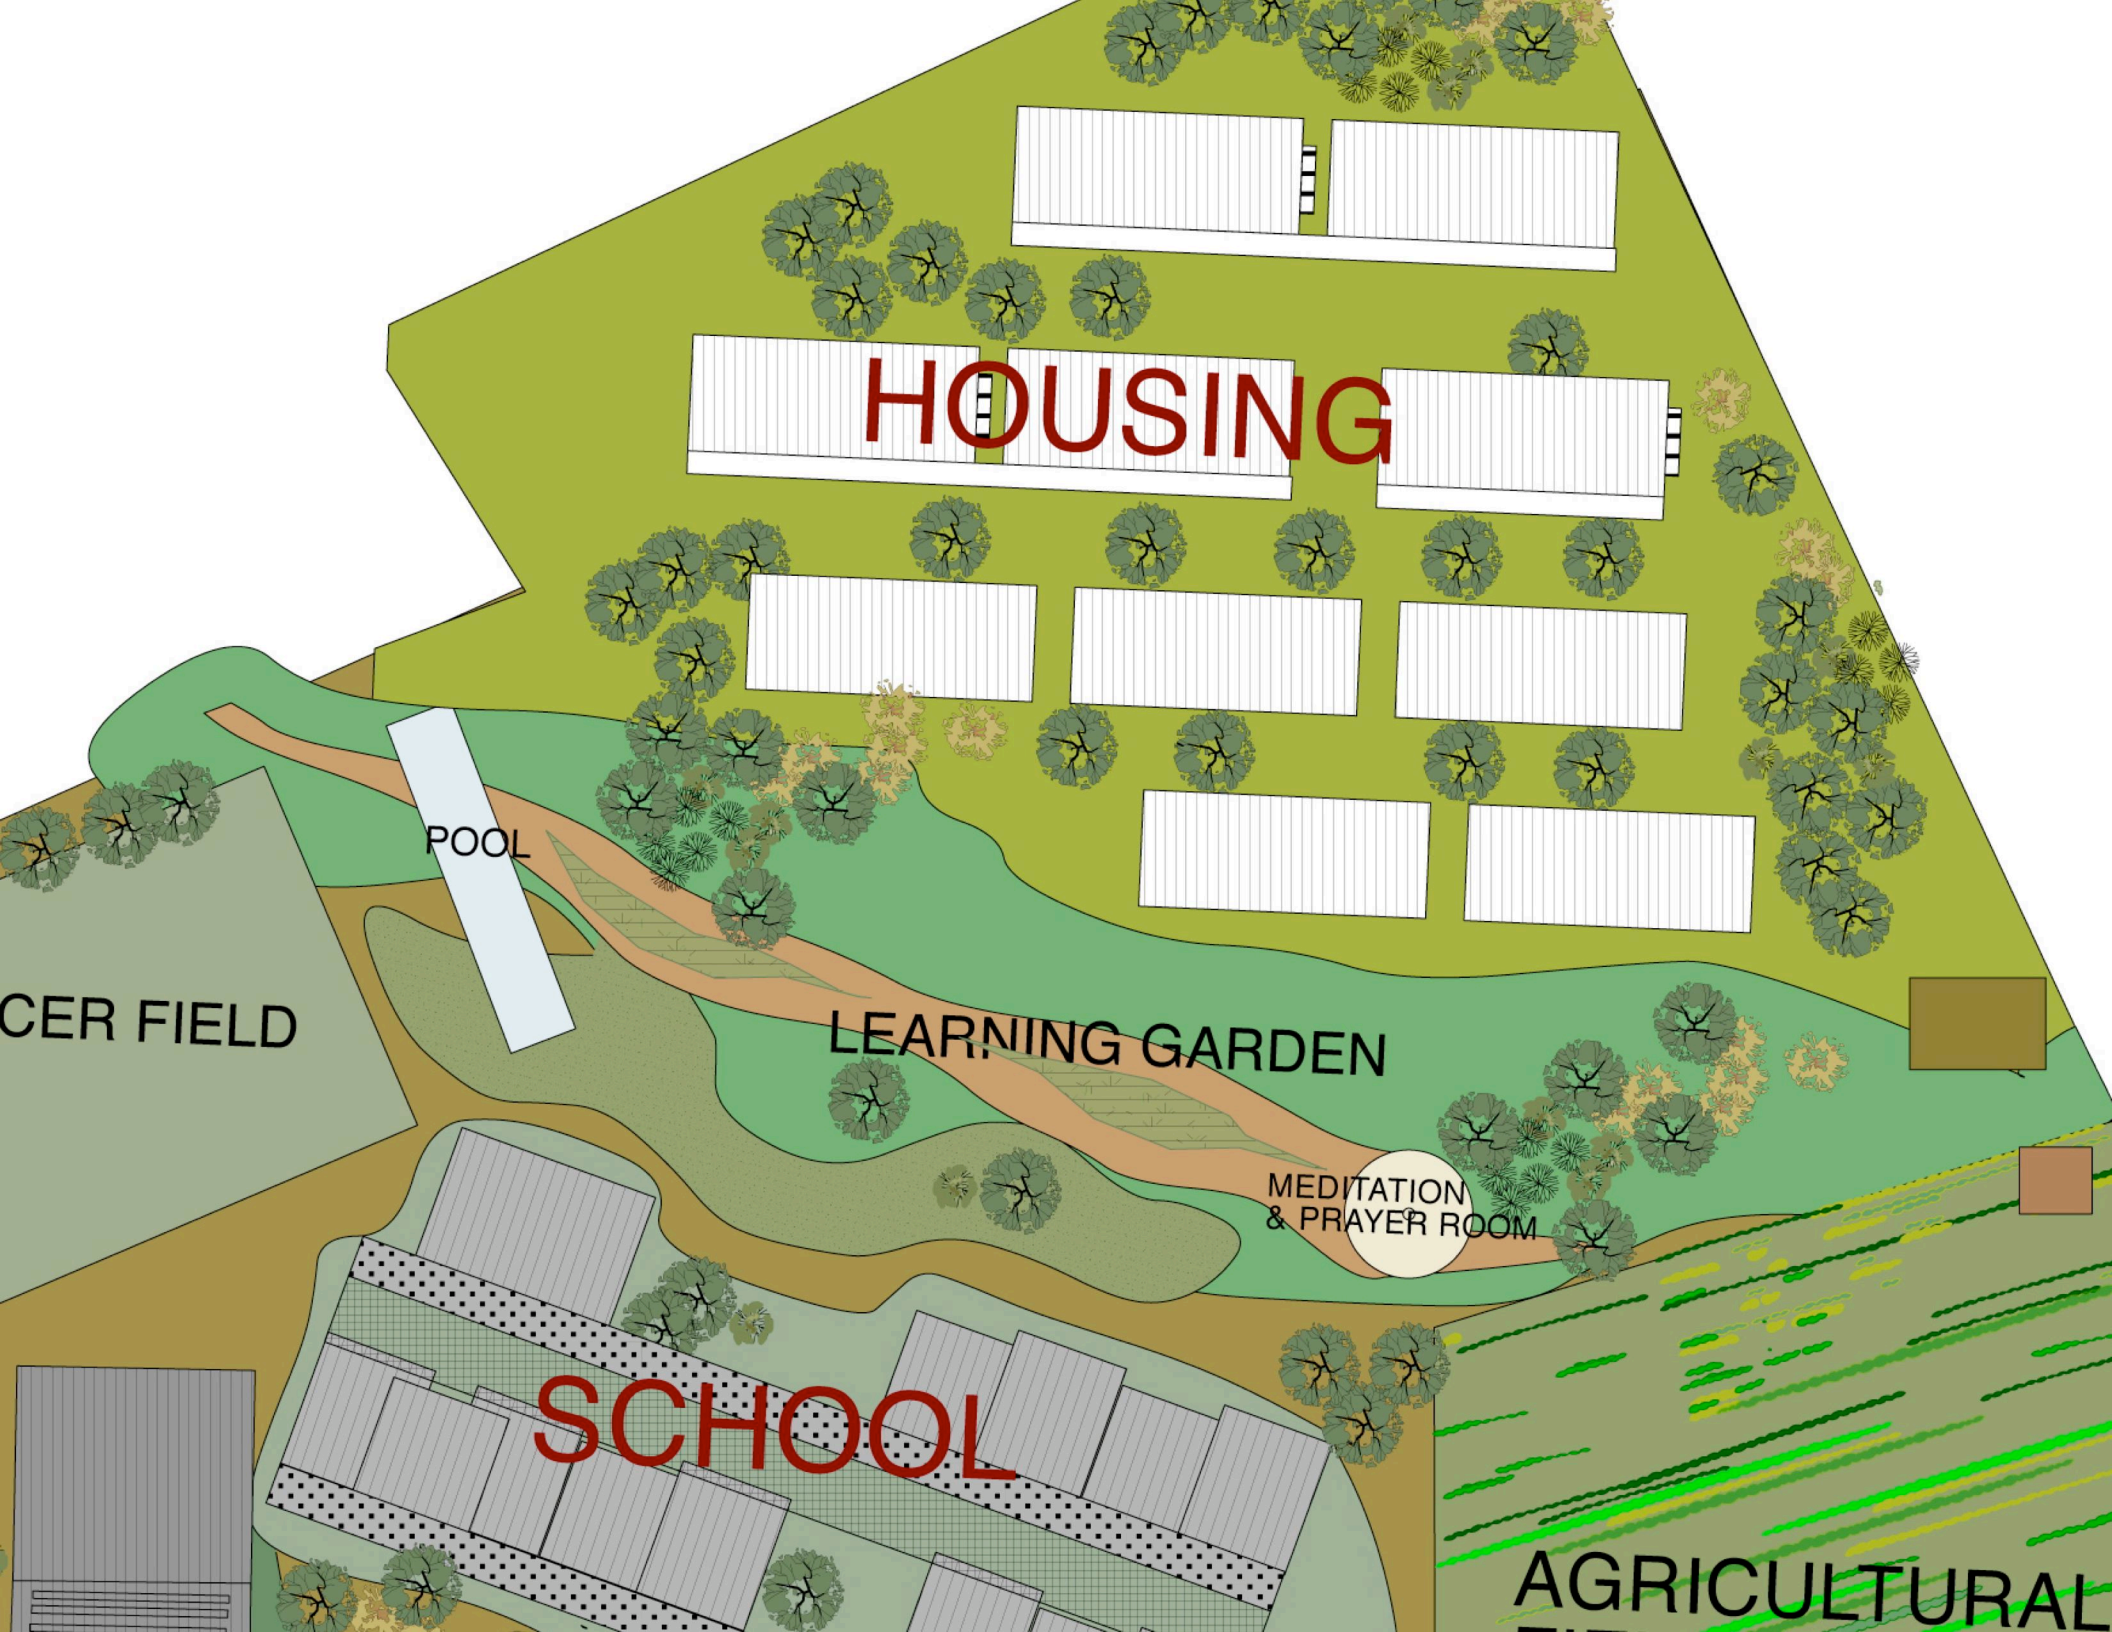 HOUSING
POOL
CER FIELD
LEARNING GARDEN
MEDITATION
& PRAYER ROOM
SCHOOL
AGRICULTURAL